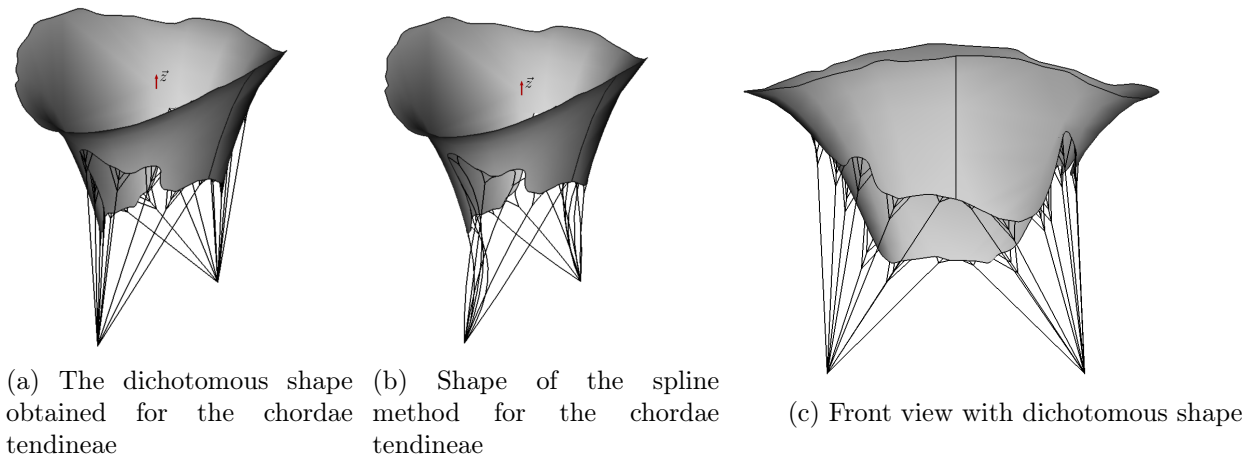 z⃗
z⃗
(a) The dichotomous shape
obtained for the chordae
tendineae
(b) Shape of the spline
method for the chordae
tendineae
(c) Front view with dichotomous shape